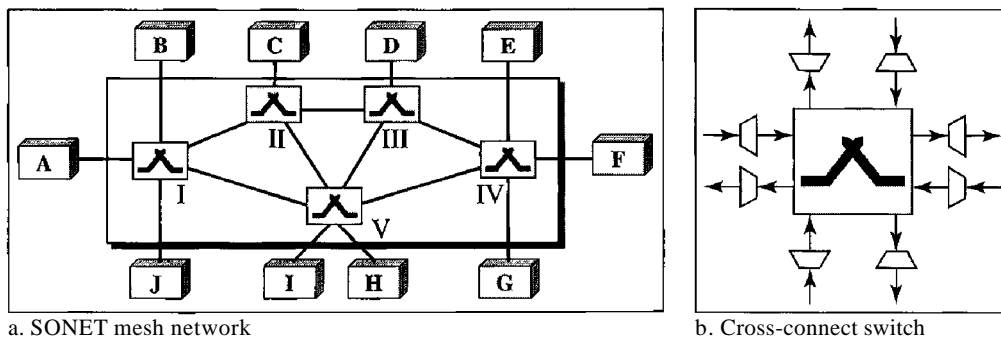 B C D E
A I II III IV F
V
J I H G
a. SONET mesh network
b. Cross-connect switch